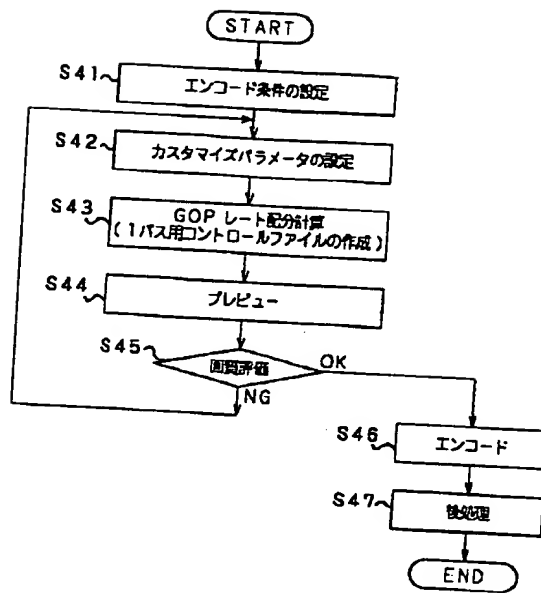 START
S41
エンコード条件の設定
S42
カスタマイズパラメータの設定
S43
GOP レート配分計算
(1パス用コントロールファイルの作成)
S44
プレビュー
S45
画質評価
OK
NG
S46
エンコード
S47
後処理
END